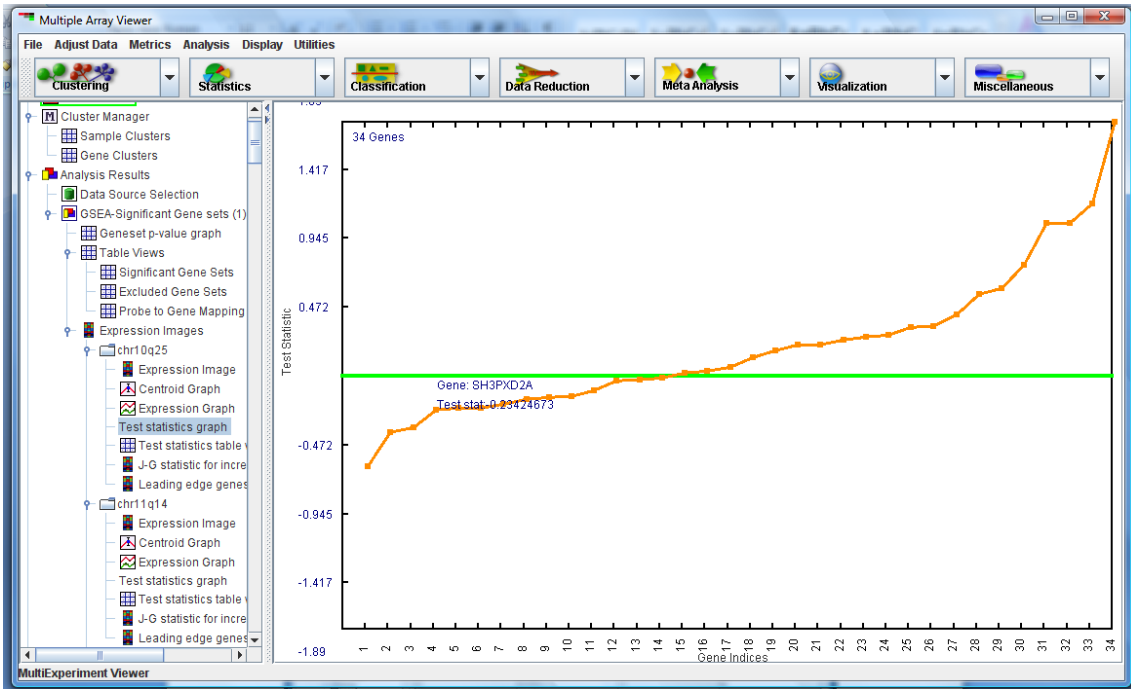 Multiple Array Viewer
File Adjust Data Metrics Analysis Display Utilities
Clustering Statistics Classification Data Reduction Meta Analysis Visualization Miscellaneous
Cluster Manager
Sample Clusters
Gene Clusters
Analysis Results
Data Source Selection
GSEA-Significant Gene sets (1)
Geneset p-value graph
Table Views
Significant Gene Sets
Excluded Gene Sets
Probe to Gene Mapping
Expression Images
chr10q25
Expression Image
Centroid Graph
Expression Graph
Test statistics graph
Test statistics table
J-G statistic for incre
Leading edge genes
chr11q14
Expression Image
Centroid Graph
Expression Graph
Test statistics graph
Test statistics table
J-G statistic for incre
Leading edge genes
34 Genes
1.417
0.945
0.472
-0.472
-0.945
-1.417
-1.89
Test Statistic
Gene: SH3PXD2A
Test stat:-0.23424673
1 2 3 4 5 6 7 8 9 10 11 12 13 14 15 16 17 18 19 20 21 22 23 24 25 26 27 28 29 30 31 32 33 34
Gene Indices
MultiExperiment Viewer